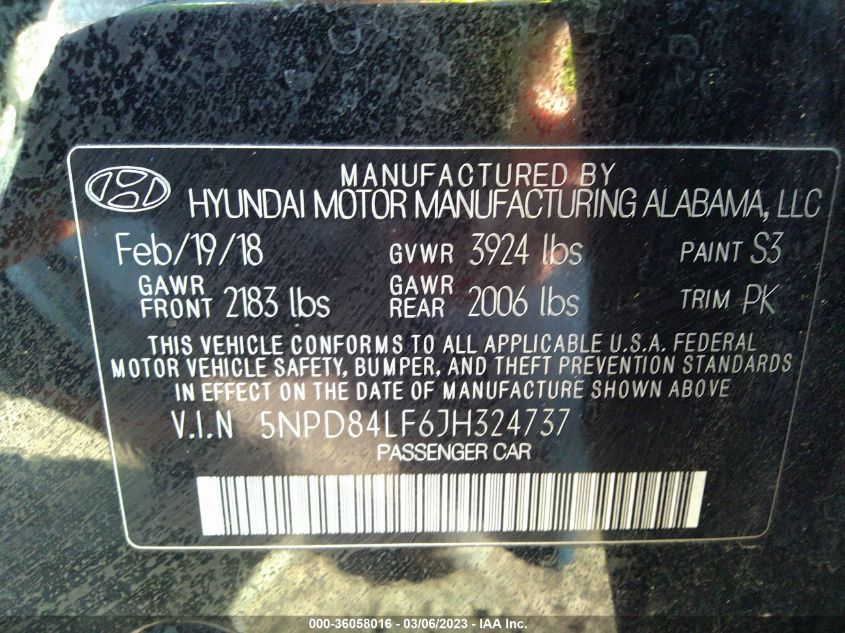 MANUFACTURED BY
HYUNDAI MOTOR MANUFACTURING ALABAMA, LLC
Feb/19/18 GVWR 3924 lbs PAINT S3
GAWR FRONT 2183 lbs GAWR REAR 2006 lbs TRIM PK
THIS VEHICLE CONFORMS TO ALL APPLICABLE U.S.A. FEDERAL
MOTOR VEHICLE SAFETY, BUMPER, AND THEFT PREVENTION STANDARDS
IN EFFECT ON THE DATE OF MANUFACTURE SHOWN ABOVE
V.I.N 5NPD84LF6JH324737
PASSENGER CAR
000-36058016 - 03/06/2023 - IAA Inc.